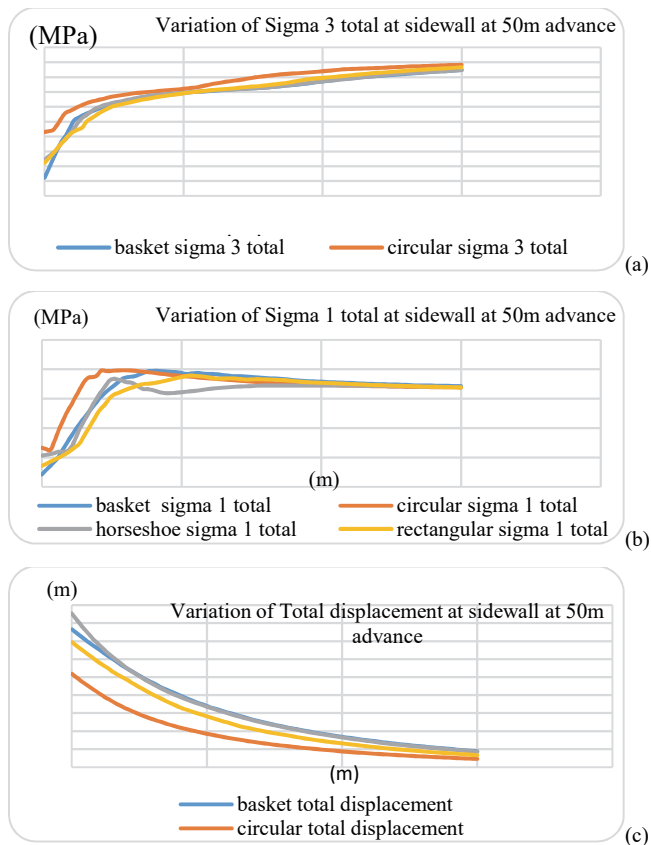 (MPa)
Variation of Sigma 3 total at sidewall at 50m advance
basket sigma 3 total
circular sigma 3 total
(a)
(MPa)
Variation of Sigma 1 total at sidewall at 50m advance
(m)
basket sigma 1 total
circular sigma 1 total
horseshoe sigma 1 total
rectangular sigma 1 total
(b)
(m)
Variation of Total displacement at sidewall at 50m
advance
(m)
basket total displacement
circular total displacement
(c)